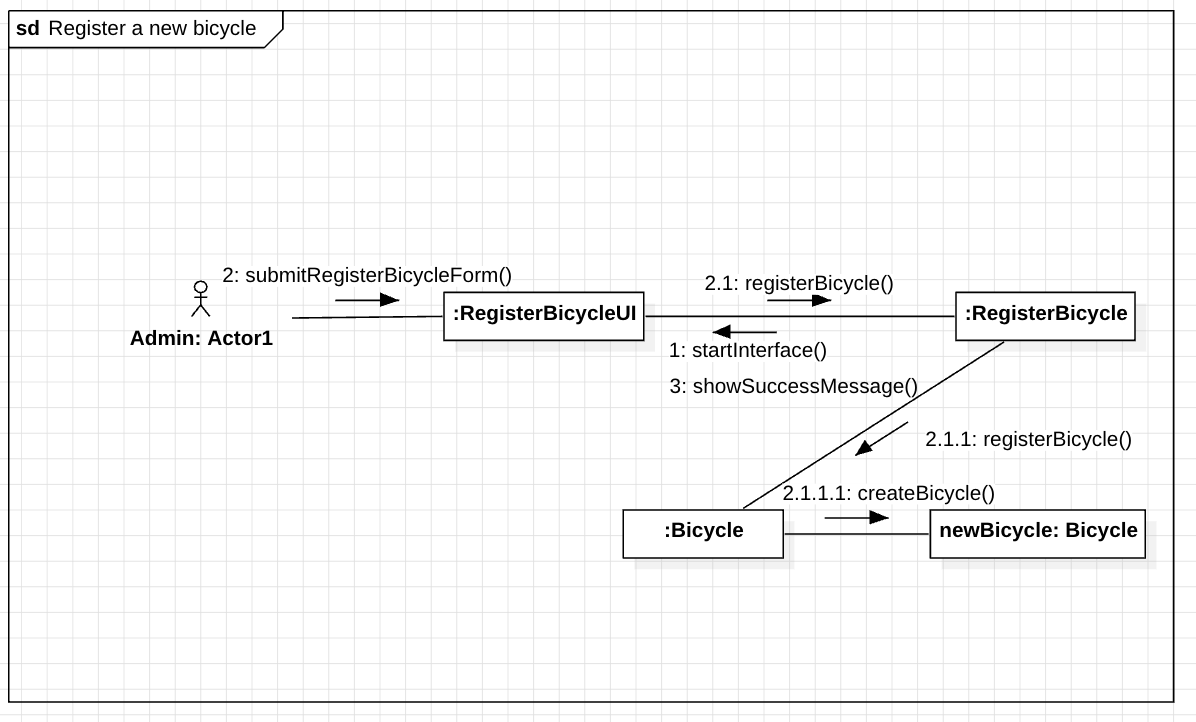 sd Register a new bicycle
2: submitRegisterBicycleForm()
2.1: registerBicycle()
Admin: Actor1
:RegisterBicycleUI
:RegisterBicycle
1: startInterface()
3: showSuccessMessage()
2.1.1: registerBicycle()
2.1.1.1: createBicycle()
:Bicycle
newBicycle: Bicycle